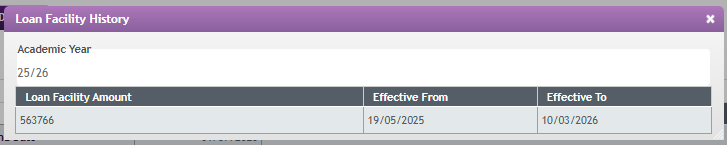 Loan Facility History
Academic Year
25/26
Loan Facility Amount Effective From Effective To
563766 19/05/2025 10/03/2026